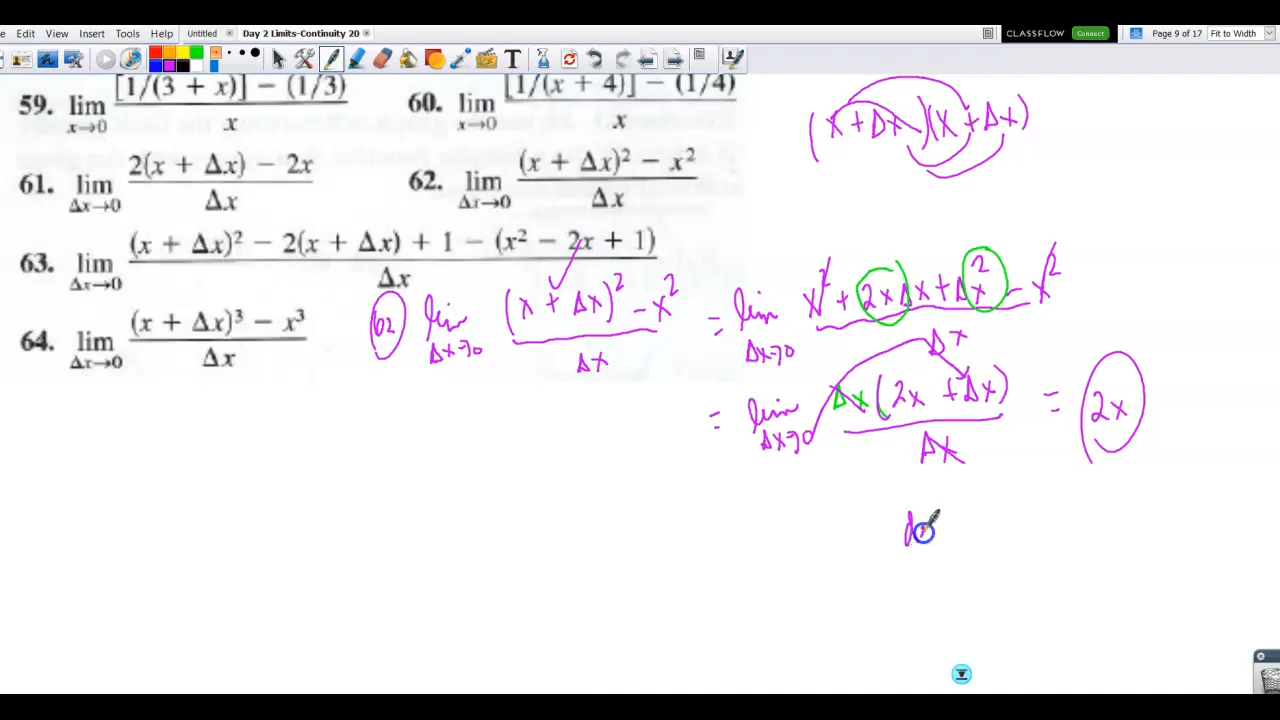 Edit View Insert Tools Help Untitled Day 2 Limits-Continuity 20 CLASSFLOW Connect Page 9 of 17 Fit to Width
59. lim x→0 [1/(3 + x)] − (1/3) / x
60. lim x→0 [1/(x + 4)] − (1/4) / x
(x + Δx)(x + Δx)
61. lim Δx→0 2(x + Δx) − 2x / Δx
62. lim Δx→0 (x + Δx)² − x² / Δx
63. lim Δx→0 (x + Δx)² − 2(x + Δx) + 1 − (x² − 2x + 1) / Δx
62 lim Δx→0 (x + Δx)² − x² / Δx = lim Δx→0 x² + 2xΔx + Δx² − x² / Δx
64. lim Δx→0 (x + Δx)³ − x³ / Δx
= lim Δx→0 Δx(2x + Δx) / Δx = 2x